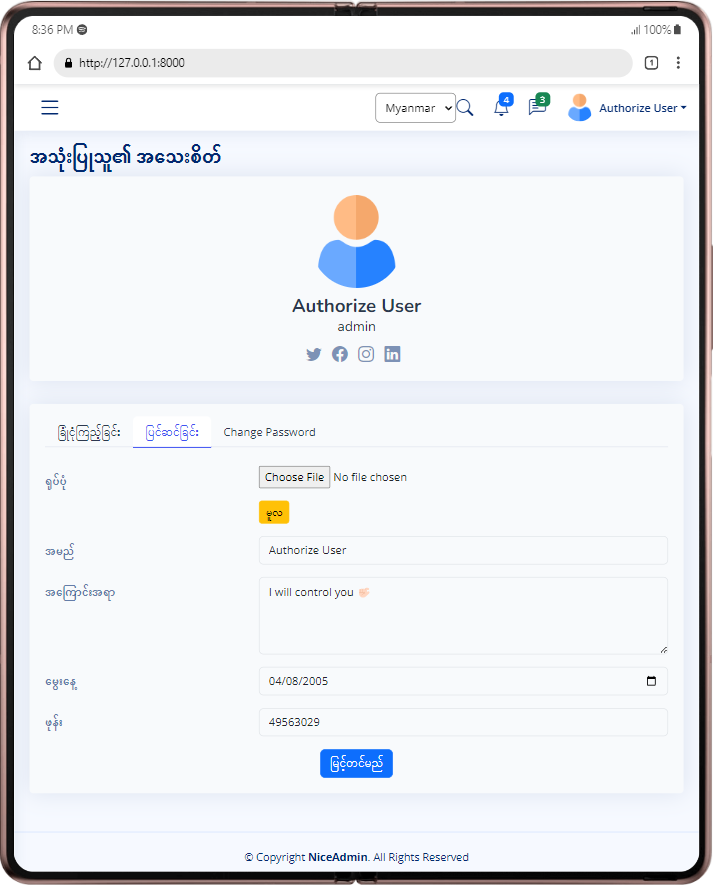 8:36 PM
100%
http://127.0.0.1:8000
1
Myanmar
4
3
Authorize User
အသုံးပြုသူ၏ အသေးစိတ်
Authorize User
admin
ခြုံငုံကြည့်ခြင်း ပြင်ဆင်ခြင်း Change Password
ရုပ်ပုံ
Choose File No file chosen
မူလ
အမည်
Authorize User
အကြောင်းအရာ
I will control you 👊🏻
မွေးနေ့
04/08/2005
ဖုန်း
49563029
မြှင့်တင်မည်
© Copyright NiceAdmin. All Rights Reserved